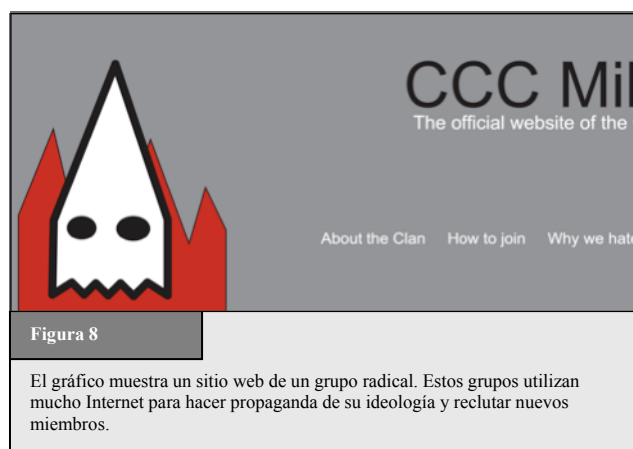 CCC Mil
The official website of the
About the Clan How to join Why we hate
Figura 8
El gráfico muestra un sitio web de un grupo radical. Estos grupos utilizan
mucho Internet para hacer propaganda de su ideología y reclutar nuevos
miembros.